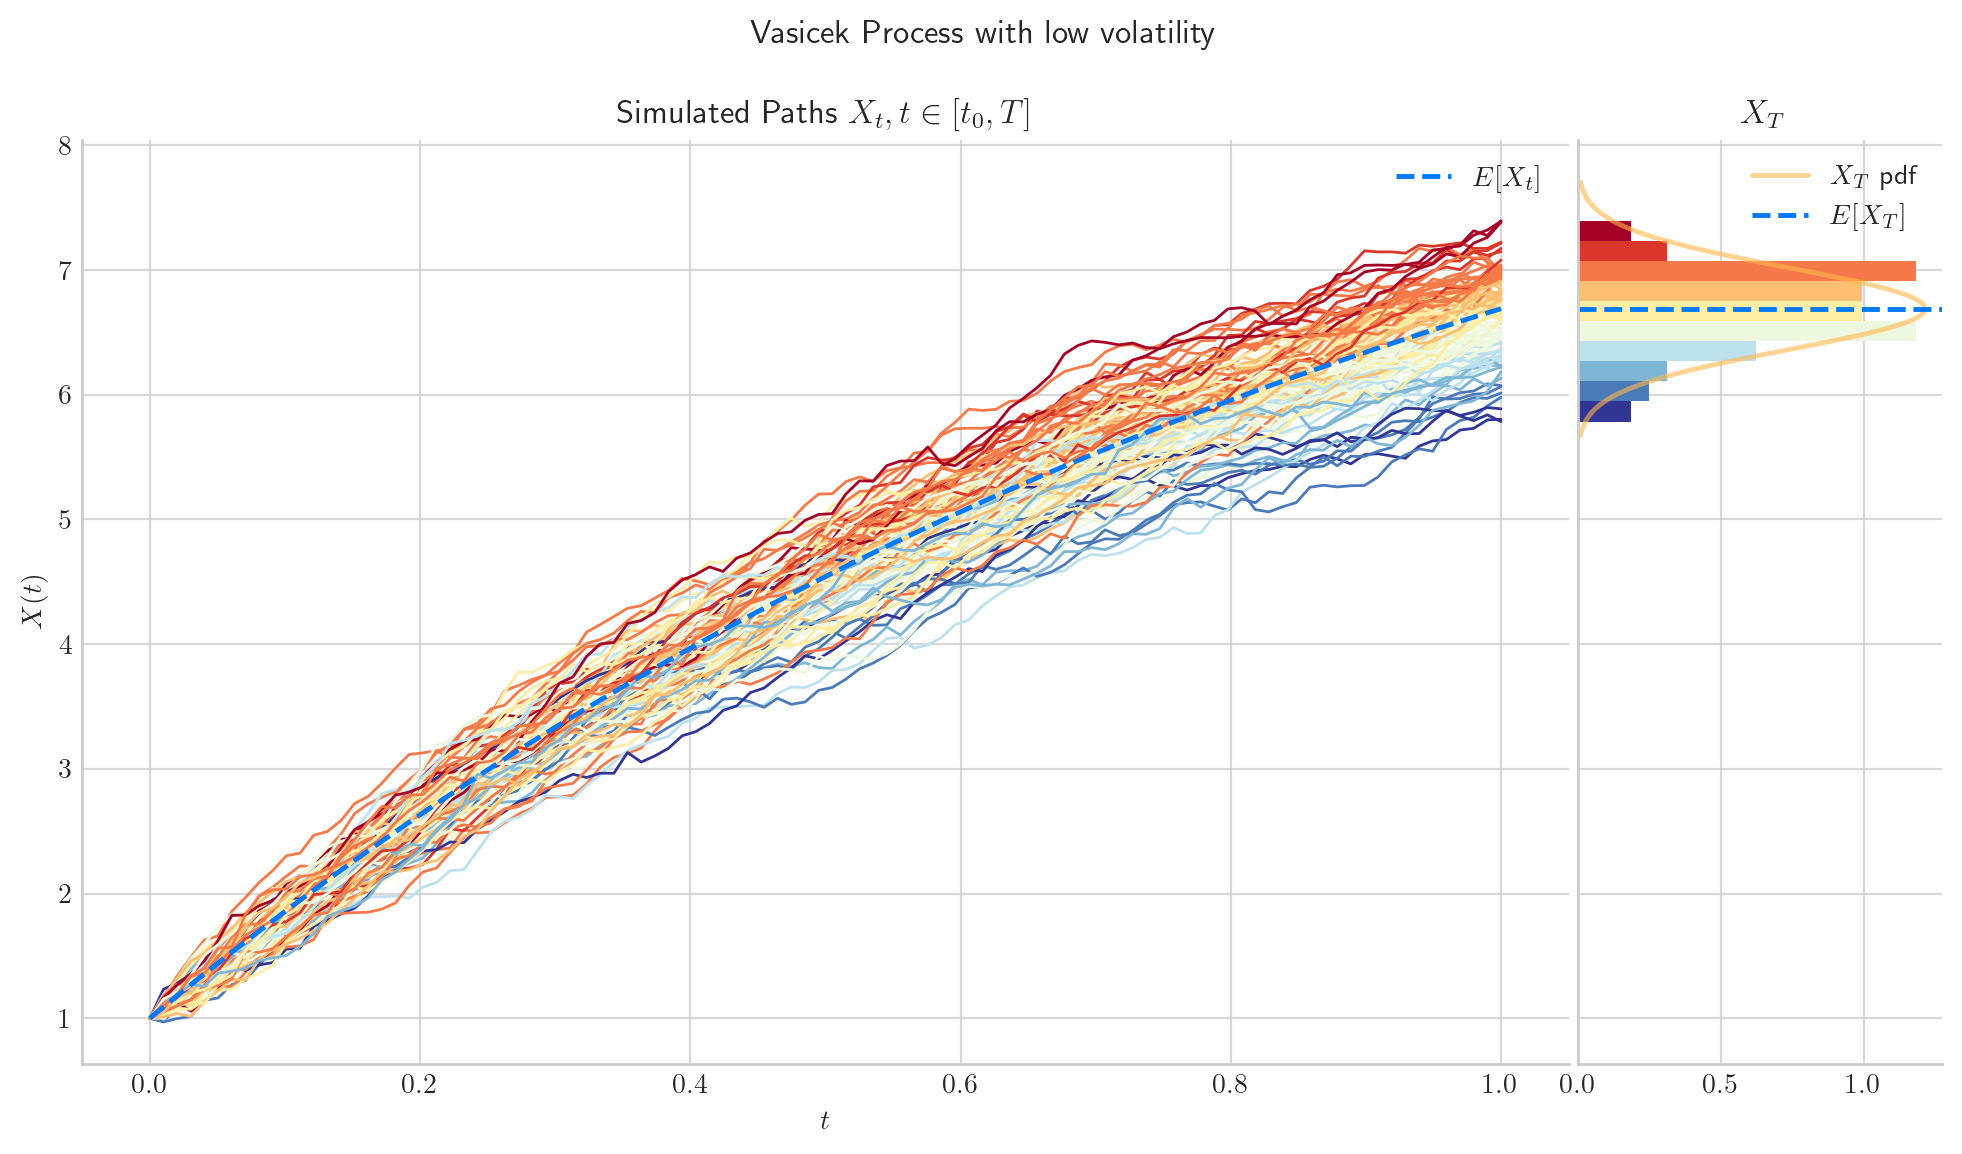 Vasicek Process with low volatility
Simulated Paths $X_t, t \in [t_0, T]$
$X_T$
8
7
6
5
4
3
2
1
$X(t)$
$E[X_t]$
$X_T$ pdf
$E[X_T]$
0.0 0.2 0.4 0.6 0.8 1.0
0.0 0.5 1.0
$t$